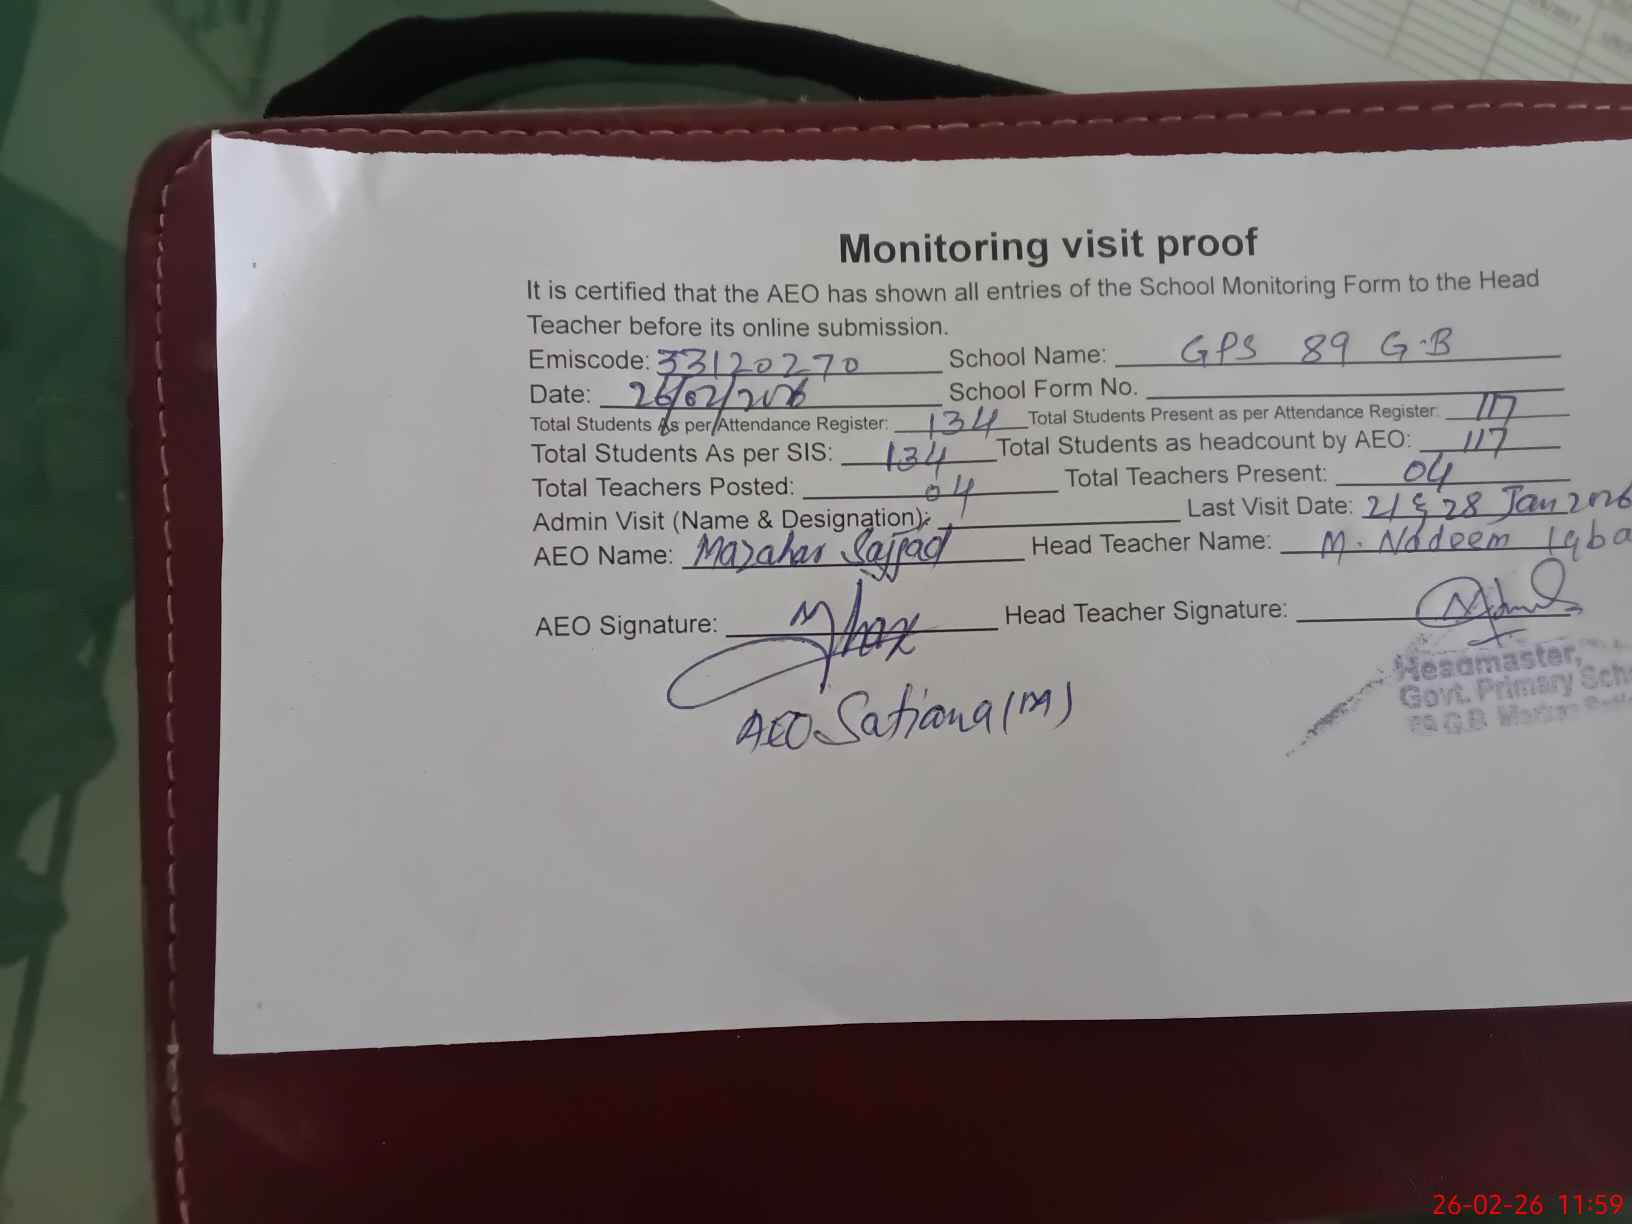 Monitoring visit proof
It is certified that the AEO has shown all entries of the School Monitoring Form to the Head
Teacher before its online submission.
Emiscode: 33120270 School Name: GPS 89 G.B
Date: 26/02/2026 School Form No.
Total Students As per Attendance Register: 134 Total Students Present as per Attendance Register: 117
Total Students As per SIS: 134 Total Students as headcount by AEO: 117
Total Teachers Posted: 04 Total Teachers Present: 04
Admin Visit (Name & Designation): Last Visit Date: 21 & 28 Jan 2026
AEO Name: Mazahar Sajjad Head Teacher Name: M. Nadeem Iqba
AEO Signature: Head Teacher Signature:
AEO Satiana (M)
Headmaster,
Govt. Primary Sch
89 G.B. Markaz
26-02-26 11:59